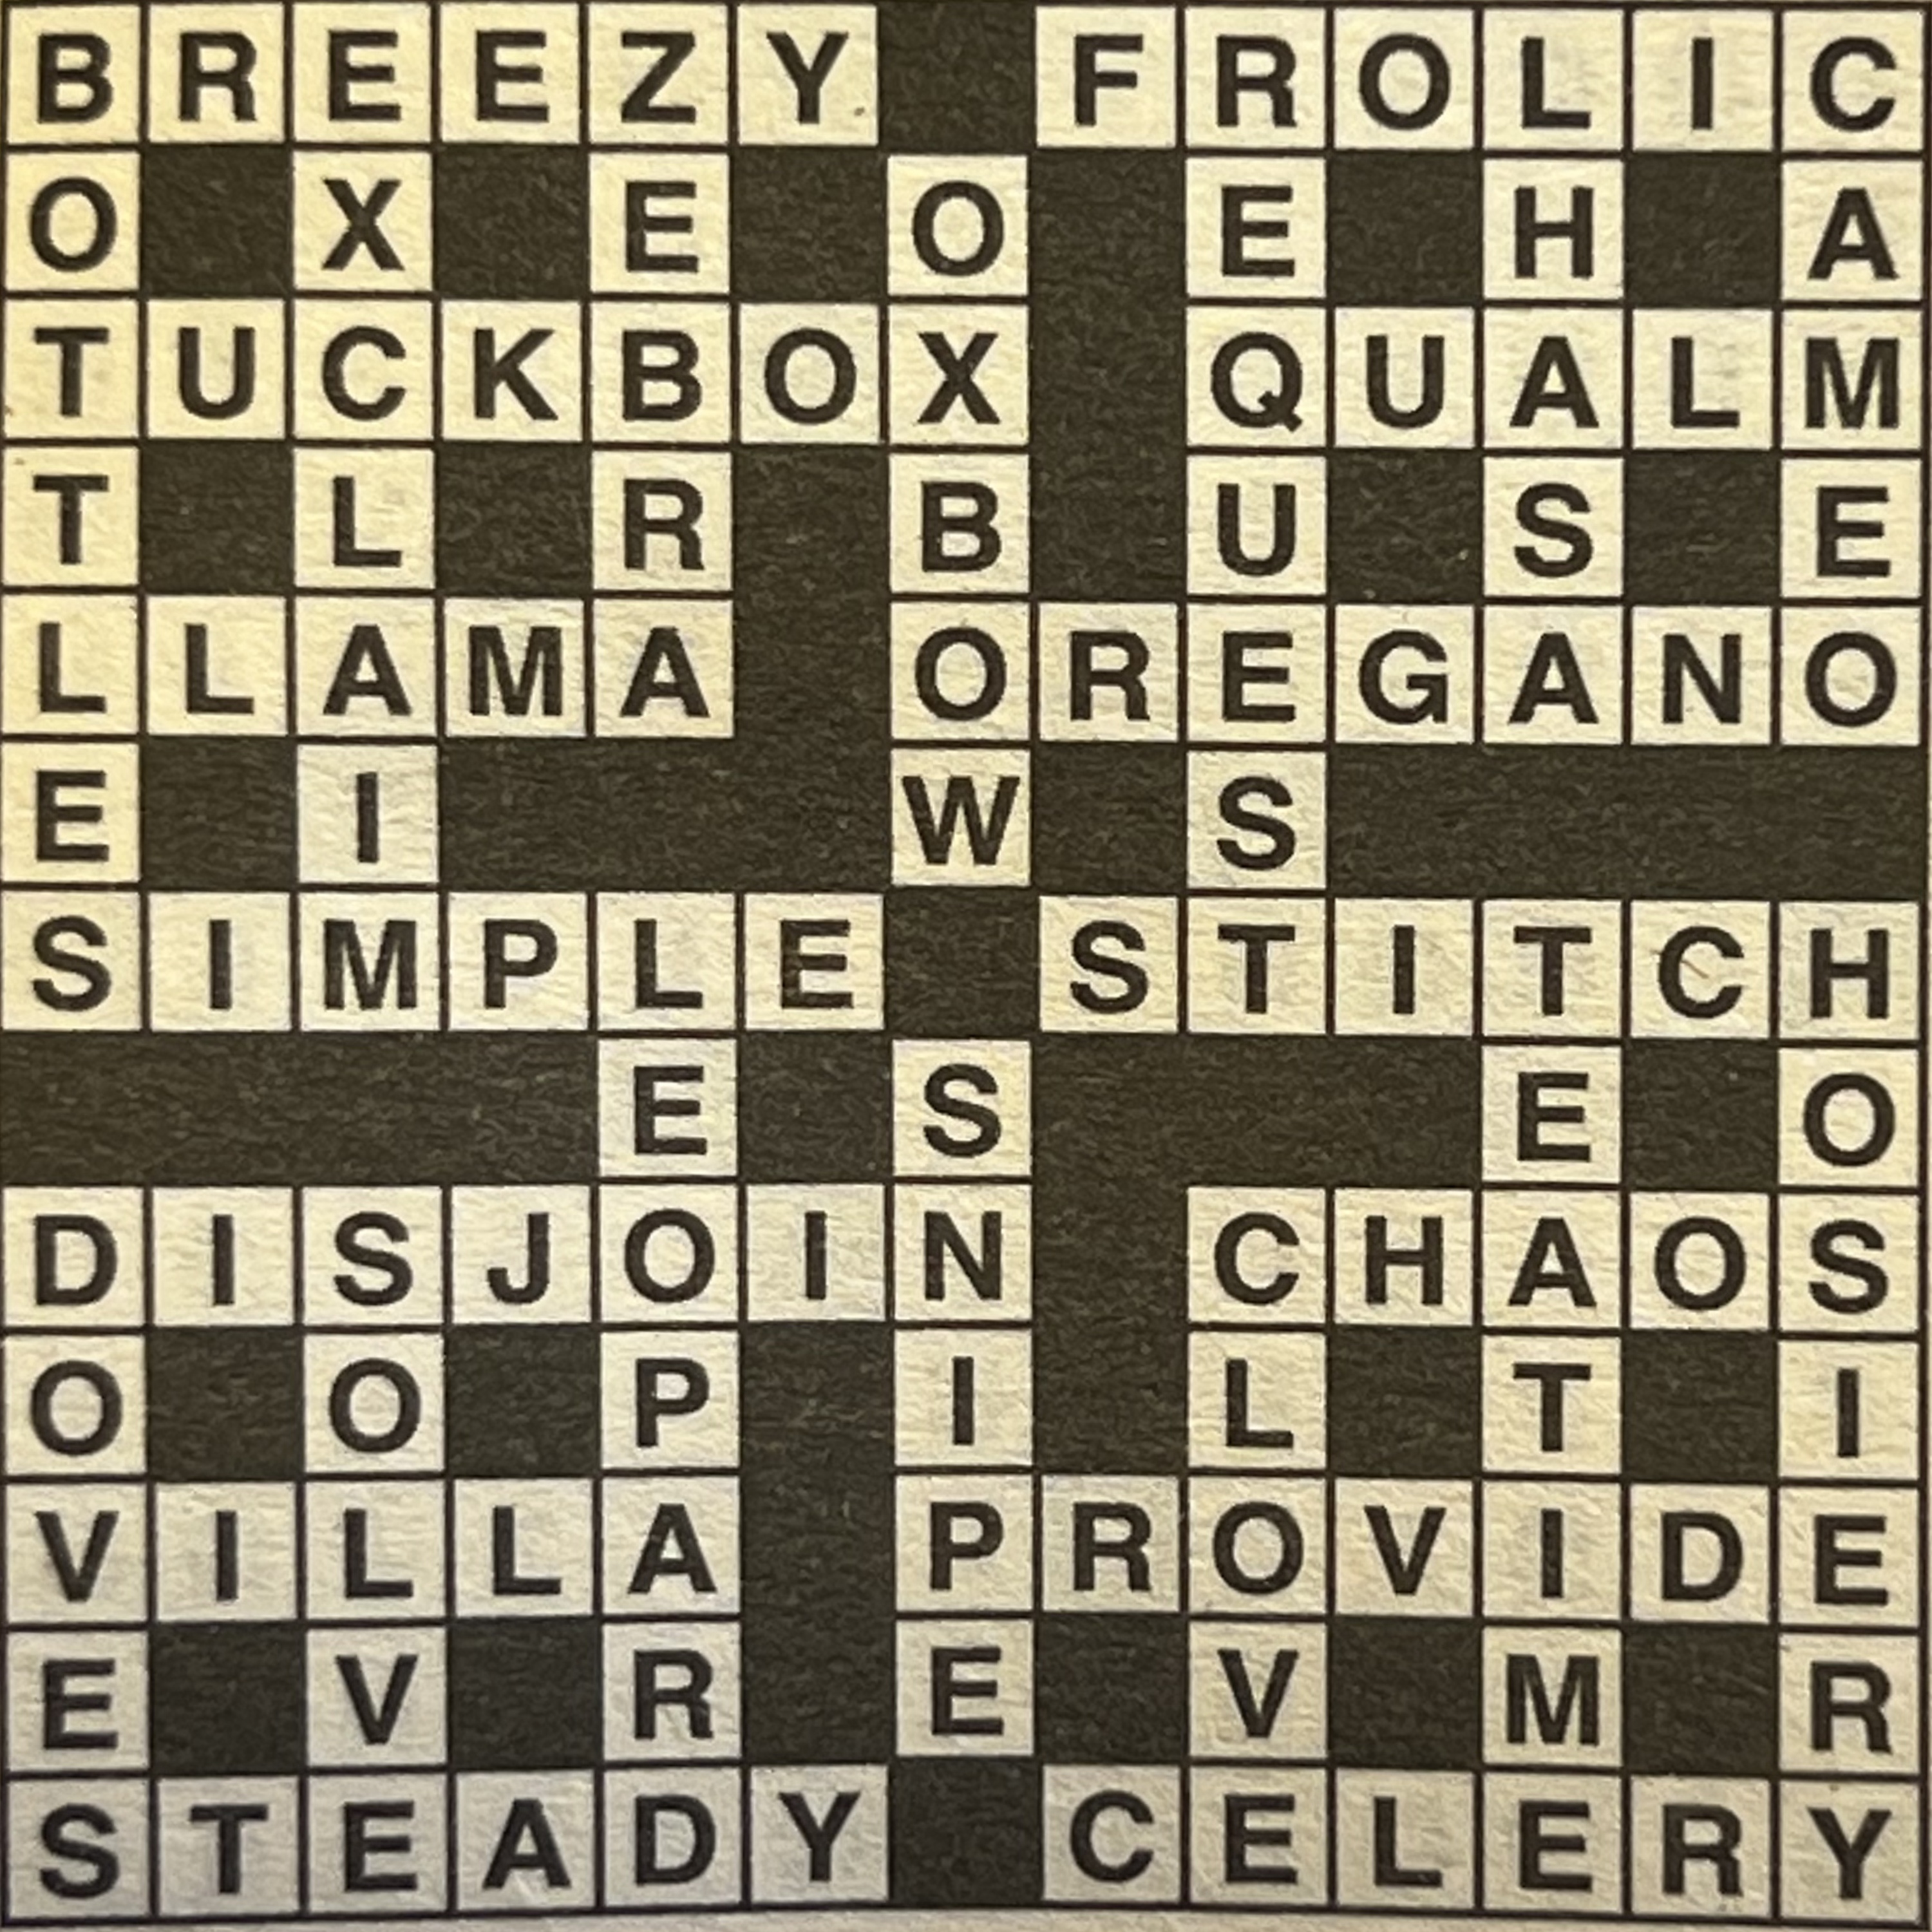 BREEZY FROLIC
O X E O E H A
TUCKBOX QUALM
T L R B U S E
LLAMA OREGANO
E I W S
SIMPLE STITCH
E S E O
DISJOIN CHAOS
O O P I L T I
VILLA PROVIDE
E V R E V M R
STEADY CELERY